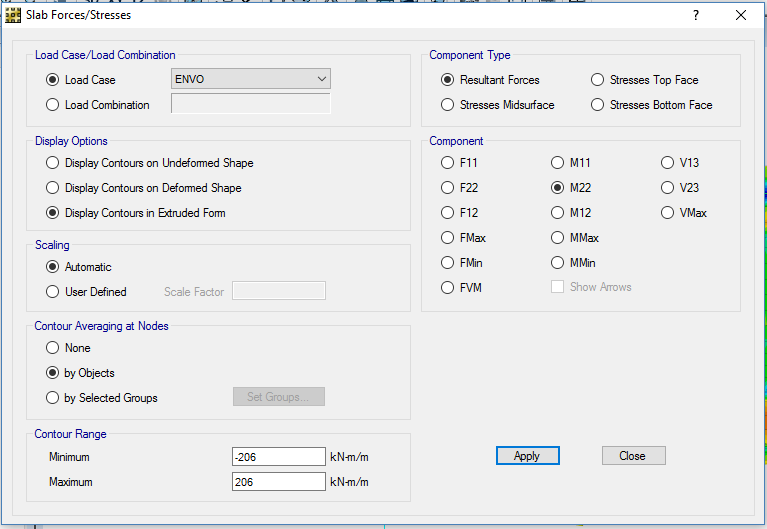 Slab Forces/Stresses
?
Load Case/Load Combination
Load Case
ENVO
Load Combination
Display Options
Display Contours on Undeformed Shape
Display Contours on Deformed Shape
Display Contours in Extruded Form
Scaling
Automatic
User Defined
Scale Factor
Contour Averaging at Nodes
None
by Objects
by Selected Groups
Set Groups...
Contour Range
Minimum
-206
kN-m/m
Maximum
206
kN-m/m
Component Type
Resultant Forces
Stresses Top Face
Stresses Midsurface
Stresses Bottom Face
Component
F11
M11
V13
F22
M22
V23
F12
M12
VMax
FMax
MMax
FMin
MMin
FVM
Show Arrows
Apply
Close